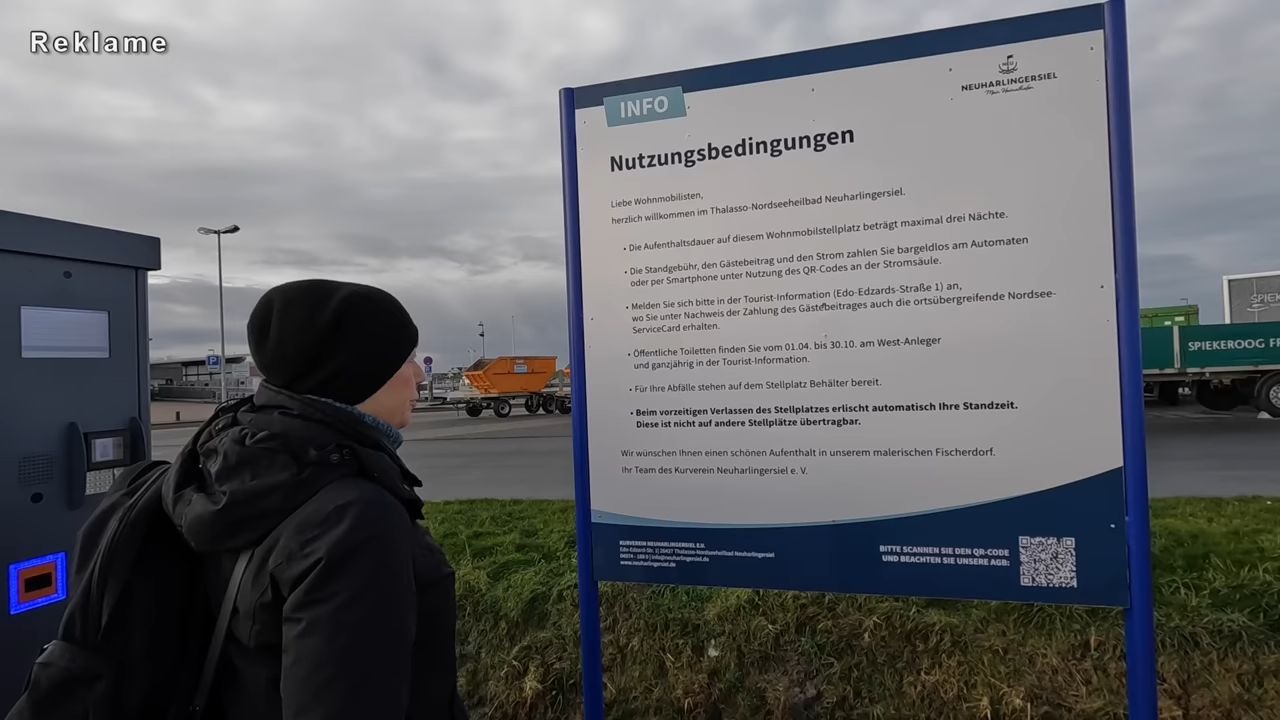 Reklame
INFO
NEU
NEUHARLINGERSIEL
Mein Heimathafen
Nutzungsbedingungen
Liebe Wohnmobilisten,
herzlich willkommen im Thalasso-Nordseeheilbad Neuharlingersiel.
• Die Aufenthaltsdauer auf diesem Wohnmobilstellplatz beträgt maximal drei Nächte.
• Die Standgebühr, den Gästebeitrag und den Strom zahlen Sie bargeldlos am Automaten
oder per Smartphone unter Nutzung des QR-Codes an der Stromsäule.
• Melden Sie sich bitte in der Tourist-Information (Edo-Edzards-Straße 1) an,
wo Sie unter Nachweis der Zahlung des Gästebeitrages auch die ortsübergreifende Nordsee-
ServiceCard erhalten.
• Öffentliche Toiletten finden Sie vom 01.04. bis 30.10. am West-Anleger
und ganzjährig in der Tourist-Information.
• Für Ihre Abfälle stehen auf dem Stellplatz Behälter bereit.
• Beim vorzeitigen Verlassen des Stellplatzes erlischt automatisch Ihre Standzeit.
Diese ist nicht auf andere Stellplätze übertragbar.
Wir wünschen Ihnen einen schönen Aufenthalt in unserem malerischen Fischerdorf.
Ihr Team des Kurverein Neuharlingersiel e. V.
KURVEREIN NEUHARLINGERSIEL E.V.
Edo-Edzard-Str. 1| 26427 Thalasso-Nordseeheilbad Neuharlingersiel
04974 - 188 0 | info@neuharlingersiel.de
www.neuharlingersiel.de
BITTE SCANNEN SIE DEN QR-CODE
UND BEACHTEN SIE UNSERE AGB:
P
SPIEK
SPIEKEROOG FR